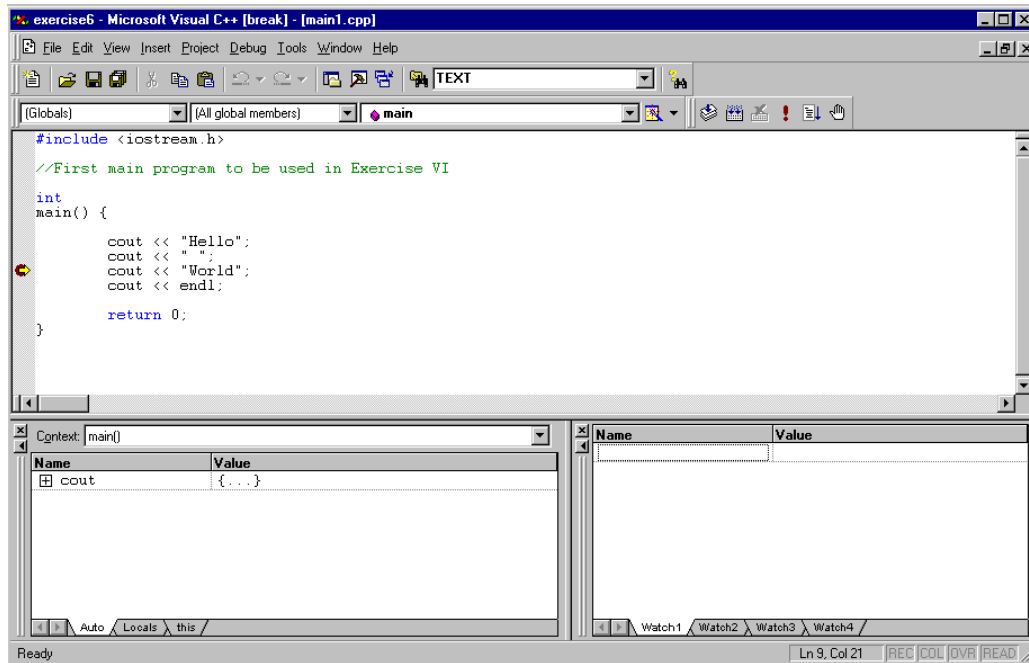 exercise6 - Microsoft Visual C++ [break] - [main1.cpp]
File Edit View Insert Project Debug Tools Window Help
TEXT
(Globals) (All global members) main
#include <iostream.h>
//First main program to be used in Exercise VI
int
main() {
cout << "Hello";
cout << " ";
cout << "World";
cout << endl;
return 0;
}
Context: main()
Name Value
cout {...}
Auto Locals this
Name Value
Watch1 Watch2 Watch3 Watch4
Ready Ln 9, Col 21 REC COL OVR READ